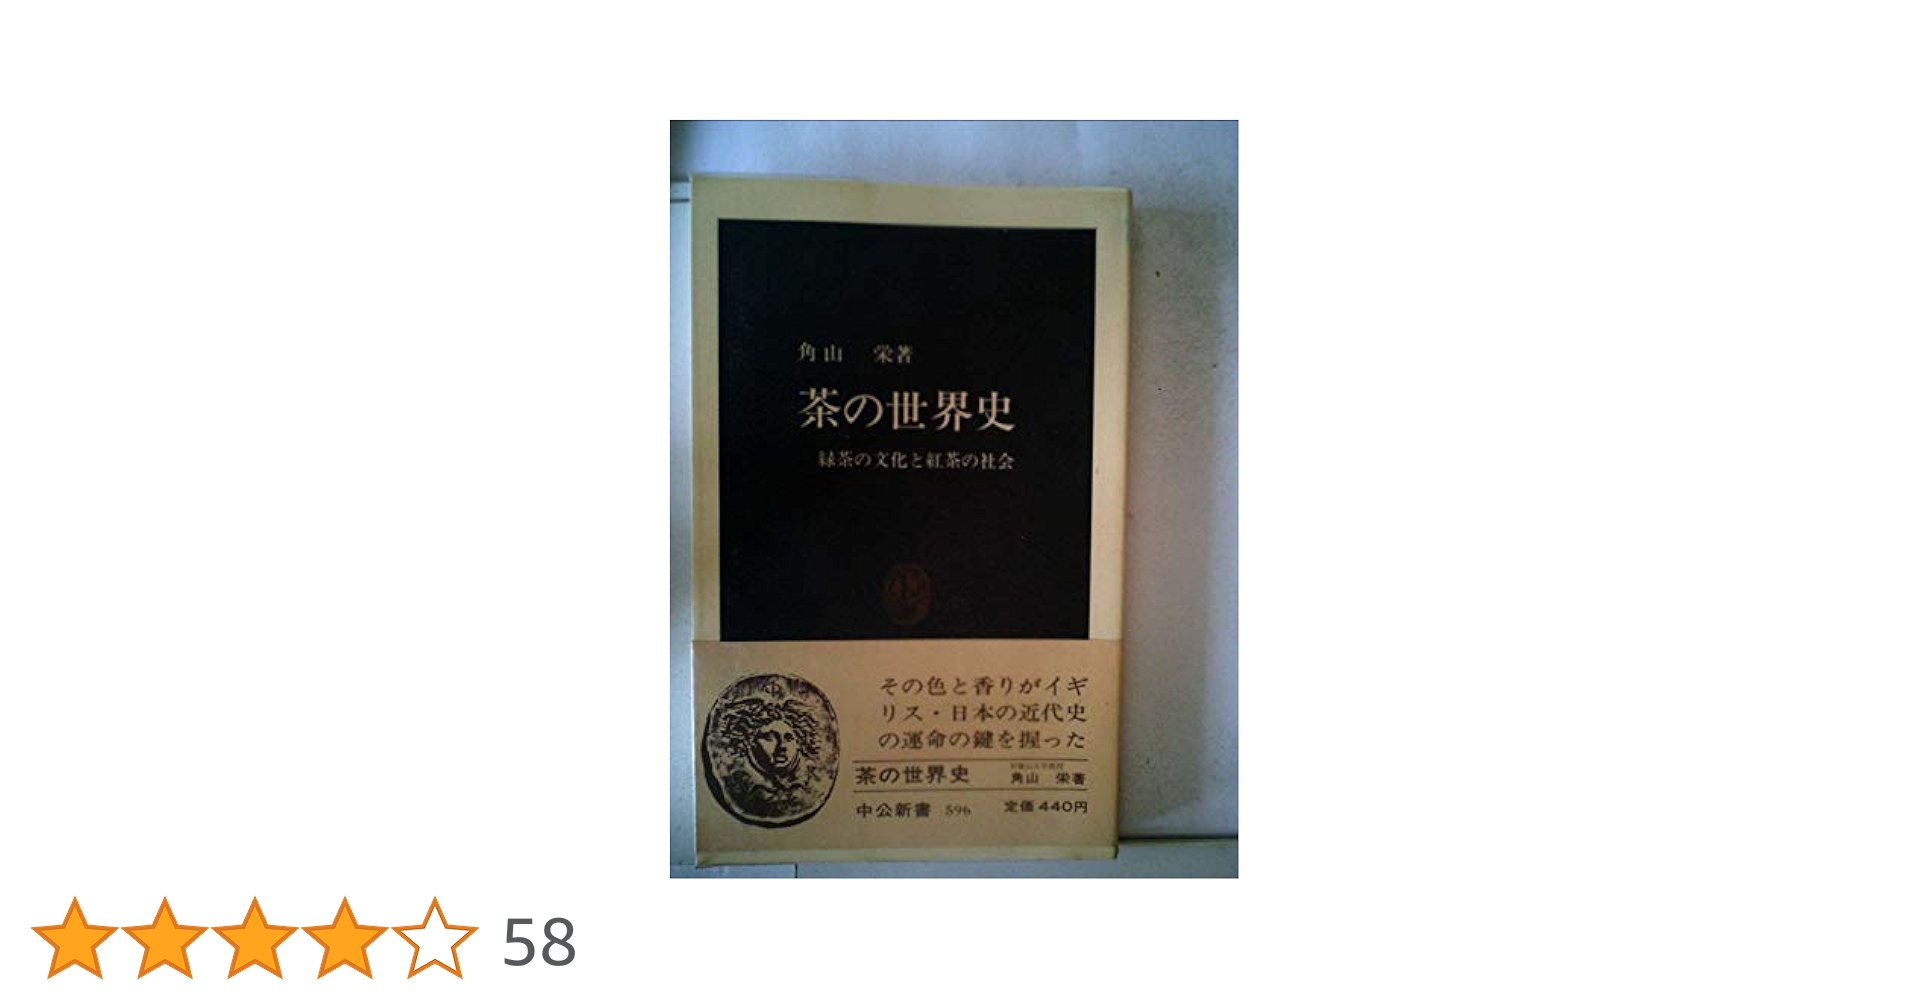 角山 栄著
茶の世界史
緑茶の文化と紅茶の社会
その色と香りがイギ
リス・日本の近代史
の運命の鍵を握った
茶の世界史 角山 栄著
中公新書 596 定価 440円
58